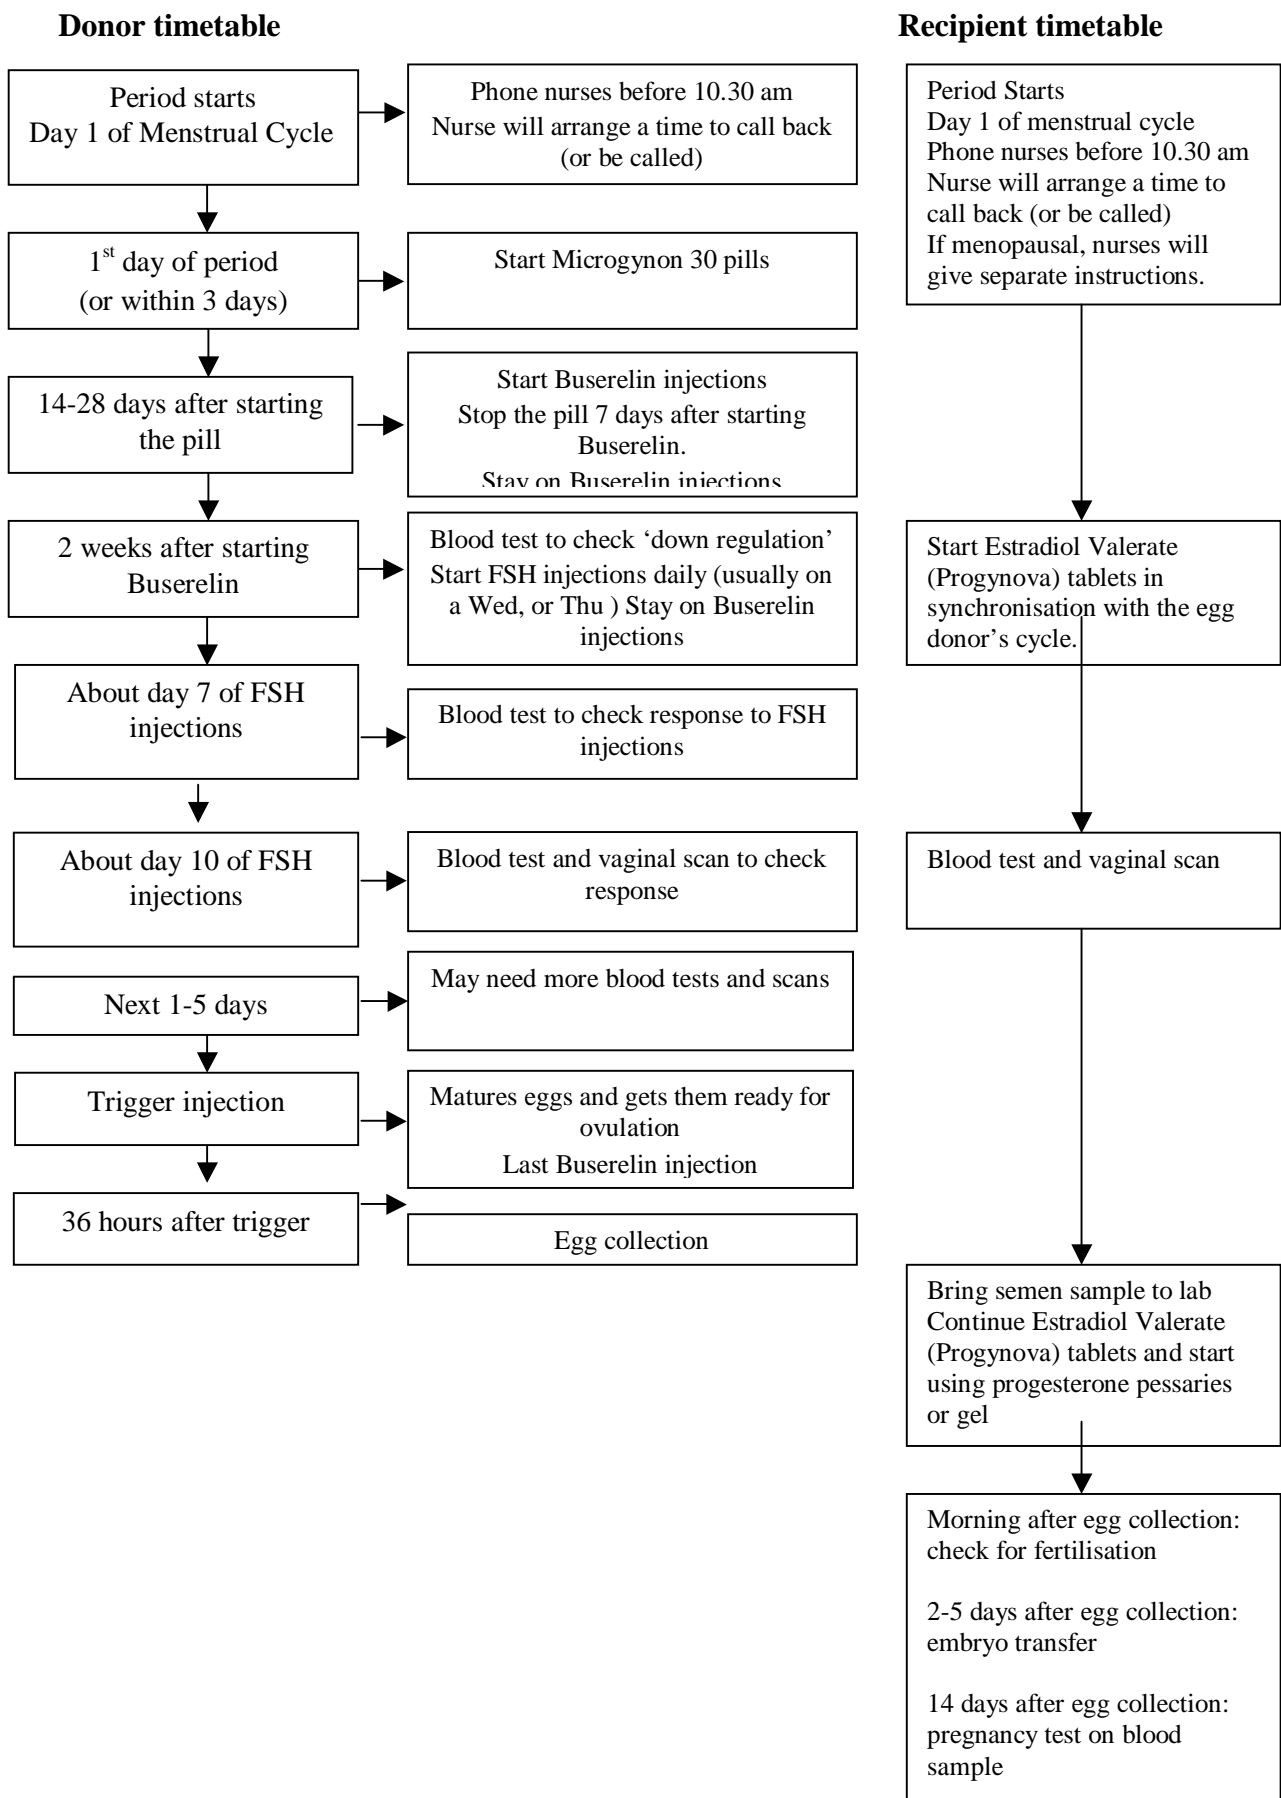 Donor timetable
Period starts
Day 1 of Menstrual Cycle
Phone nurses before 10.30 am
Nurse will arrange a time to call back
(or be called)
1st day of period
(or within 3 days)
Start Microgynon 30 pills
14-28 days after starting
the pill
Start Buserelin injections
Stop the pill 7 days after starting
Buserelin.
Stay on Buserelin injections
2 weeks after starting
Buserelin
Blood test to check ‘down regulation’
Start FSH injections daily (usually on
a Wed, or Thu ) Stay on Buserelin
injections
About day 7 of FSH
injections
Blood test to check response to FSH
injections
About day 10 of FSH
injections
Blood test and vaginal scan to check
response
Next 1-5 days
May need more blood tests and scans
Trigger injection
Matures eggs and gets them ready for
ovulation
Last Buserelin injection
36 hours after trigger
Egg collection
Recipient timetable
Period Starts
Day 1 of menstrual cycle
Phone nurses before 10.30 am
Nurse will arrange a time to
call back (or be called)
If menopausal, nurses will
give separate instructions.
Start Estradiol Valerate
(Progynova) tablets in
synchronisation with the egg
donor’s cycle.
Blood test and vaginal scan
Bring semen sample to lab
Continue Estradiol Valerate
(Progynova) tablets and start
using progesterone pessaries
or gel
Morning after egg collection:
check for fertilisation
2-5 days after egg collection:
embryo transfer
14 days after egg collection:
pregnancy test on blood
sample